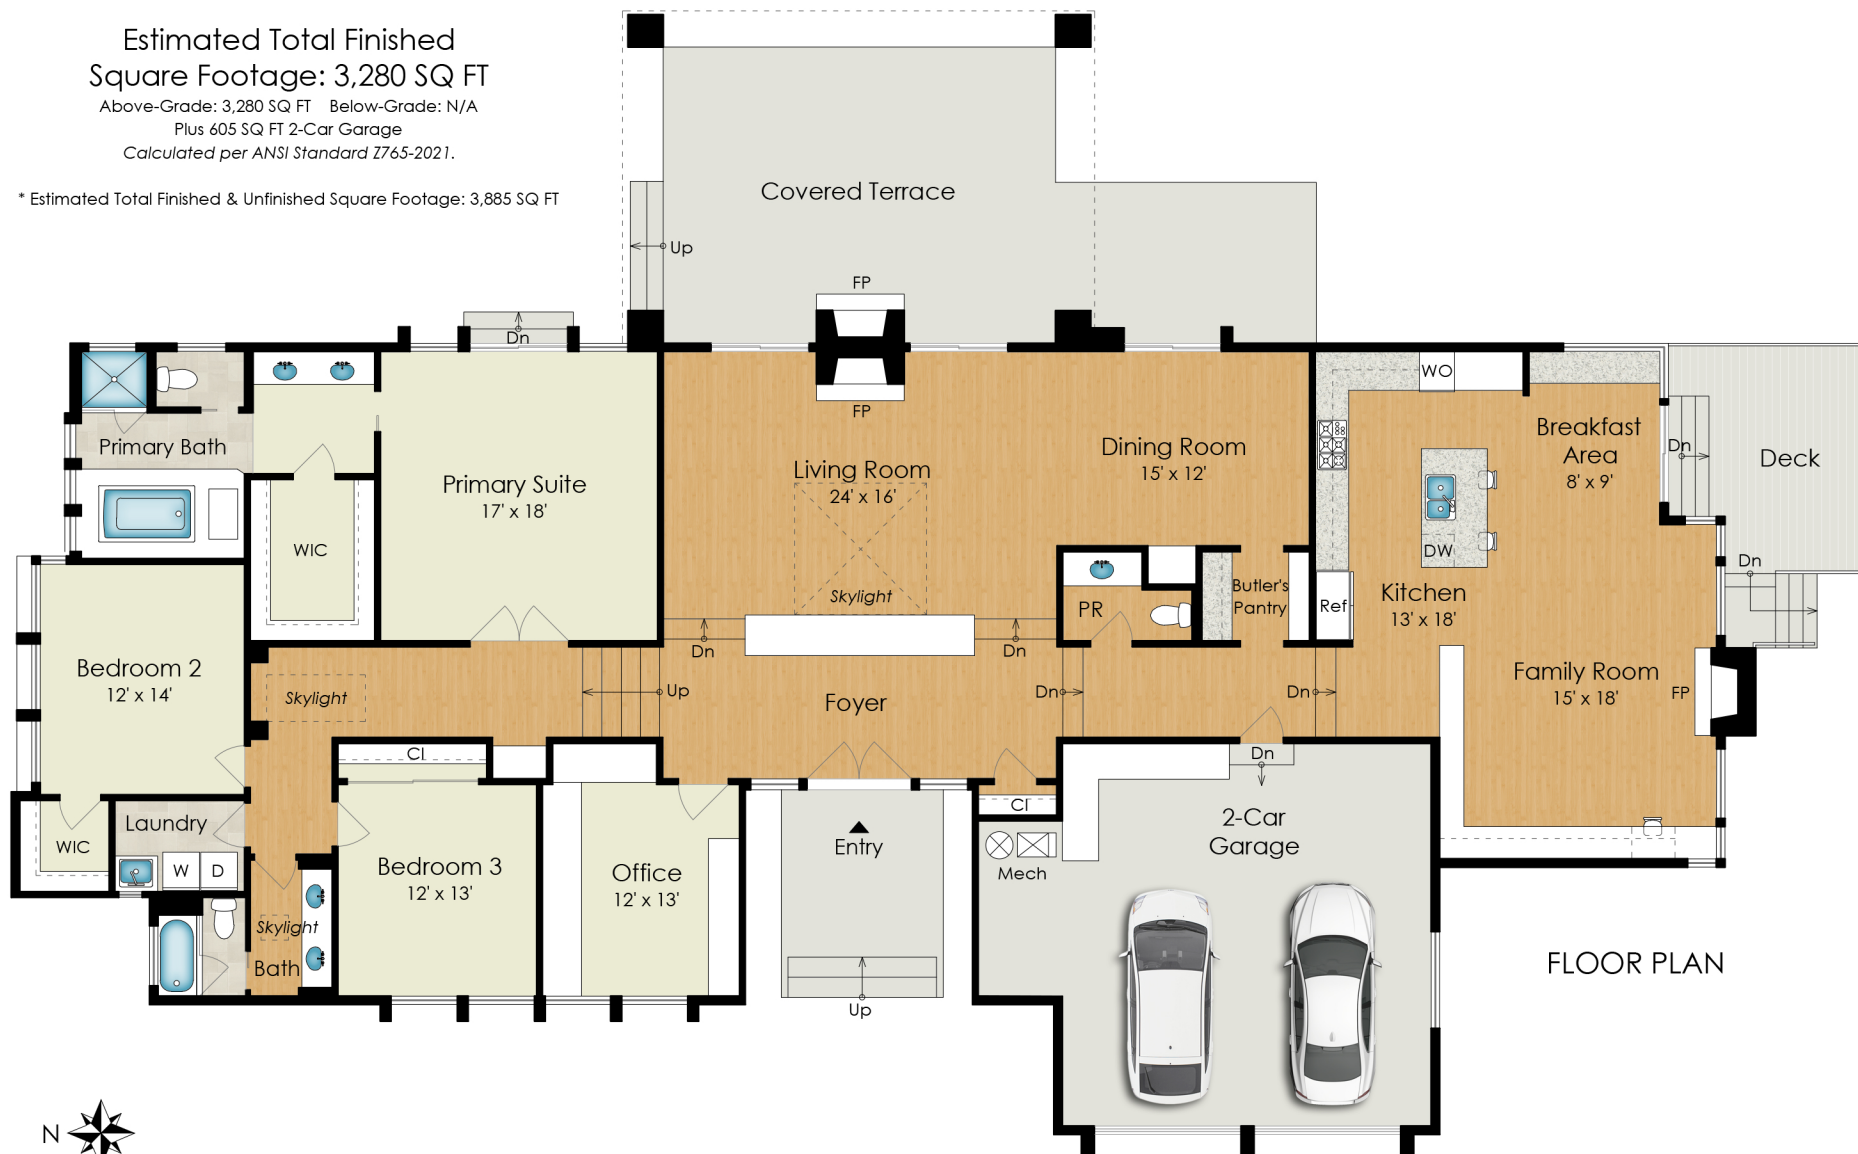 Estimated Total Finished
Square Footage: 3,280 SQ FT
Above-Grade: 3,280 SQ FT Below-Grade: N/A
Plus 605 SQ FT 2-Car Garage
Calculated per ANSI Standard Z765-2021.
* Estimated Total Finished & Unfinished Square Footage: 3,885 SQ FT
Covered Terrace
Up
FP
Dn
FP
WO
Primary Bath
Primary Suite
17' x 18'
WIC
Living Room
24' x 16'
Skylight
Dining Room
15' x 12'
Breakfast
Area
8' x 9'
Dn
Deck
DW
Dn
PR
Butler's
Pantry
Ref
Kitchen
13' x 18'
Bedroom 2
12' x 14'
Skylight
Up
Dn
Dn
Foyer
Dn
Dn
Family Room
15' x 18'
FP
Cl
Dn
WIC
Laundry
W
D
Bedroom 3
12' x 13'
Office
12' x 13'
Entry
Cl
Mech
2-Car
Garage
Skylight
Bath
Up
FLOOR PLAN
N